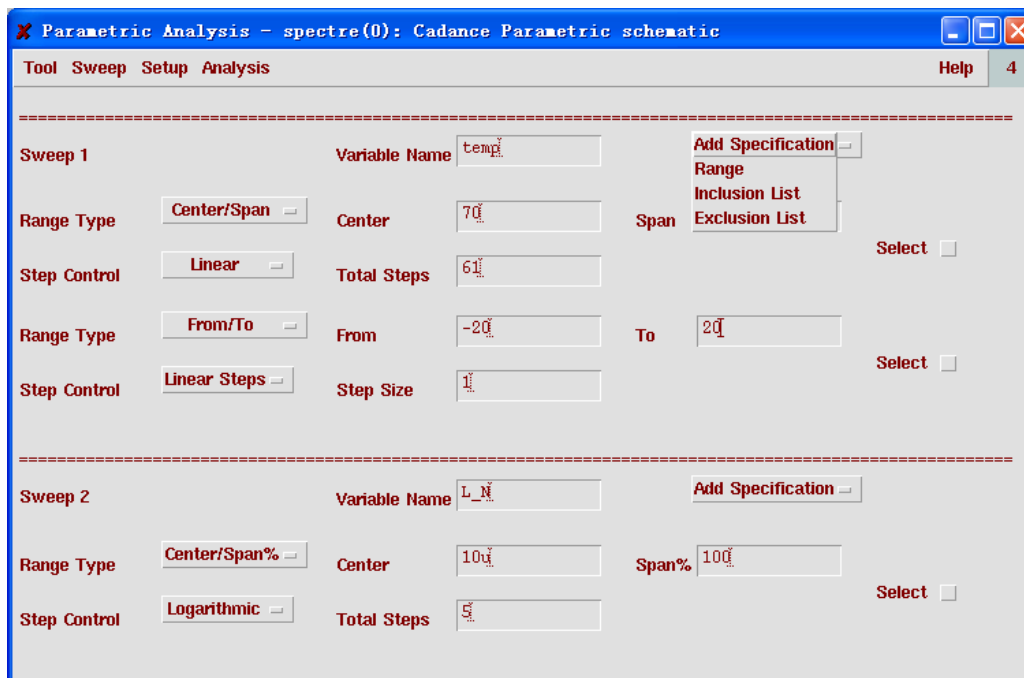 Parametric Analysis - spectre(0): Cadance Parametric schematic
Tool Sweep Setup Analysis Help 4
Sweep 1 Variable Name temp Add Specification
Range
Inclusion List
Exclusion List
Range Type Center/Span Center 70 Span
Select
Step Control Linear Total Steps 61
Range Type From/To From -20 To 20
Select
Step Control Linear Steps Step Size 1
Sweep 2 Variable Name L_N Add Specification
Range Type Center/Span% Center 10u Span% 100
Select
Step Control Logarithmic Total Steps 5